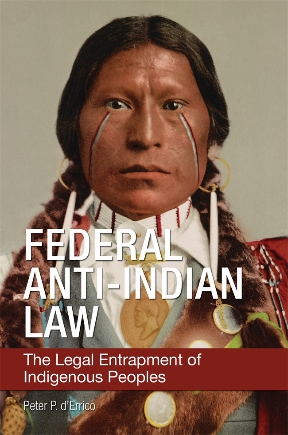 FEDERAL
ANTI-INDIAN
LAW
The Legal Entrapment of
Indigenous Peoples
Peter P. d'Errico